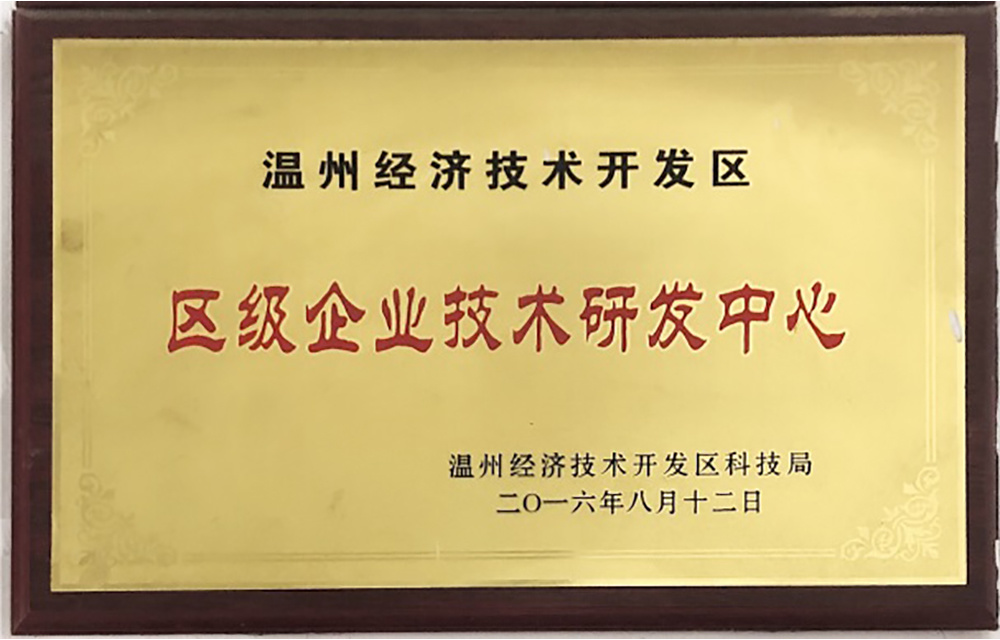 温州经济技术开发区
区级企业技术研发中心
温州经济技术开发区科技局
二〇一六年八月十二日